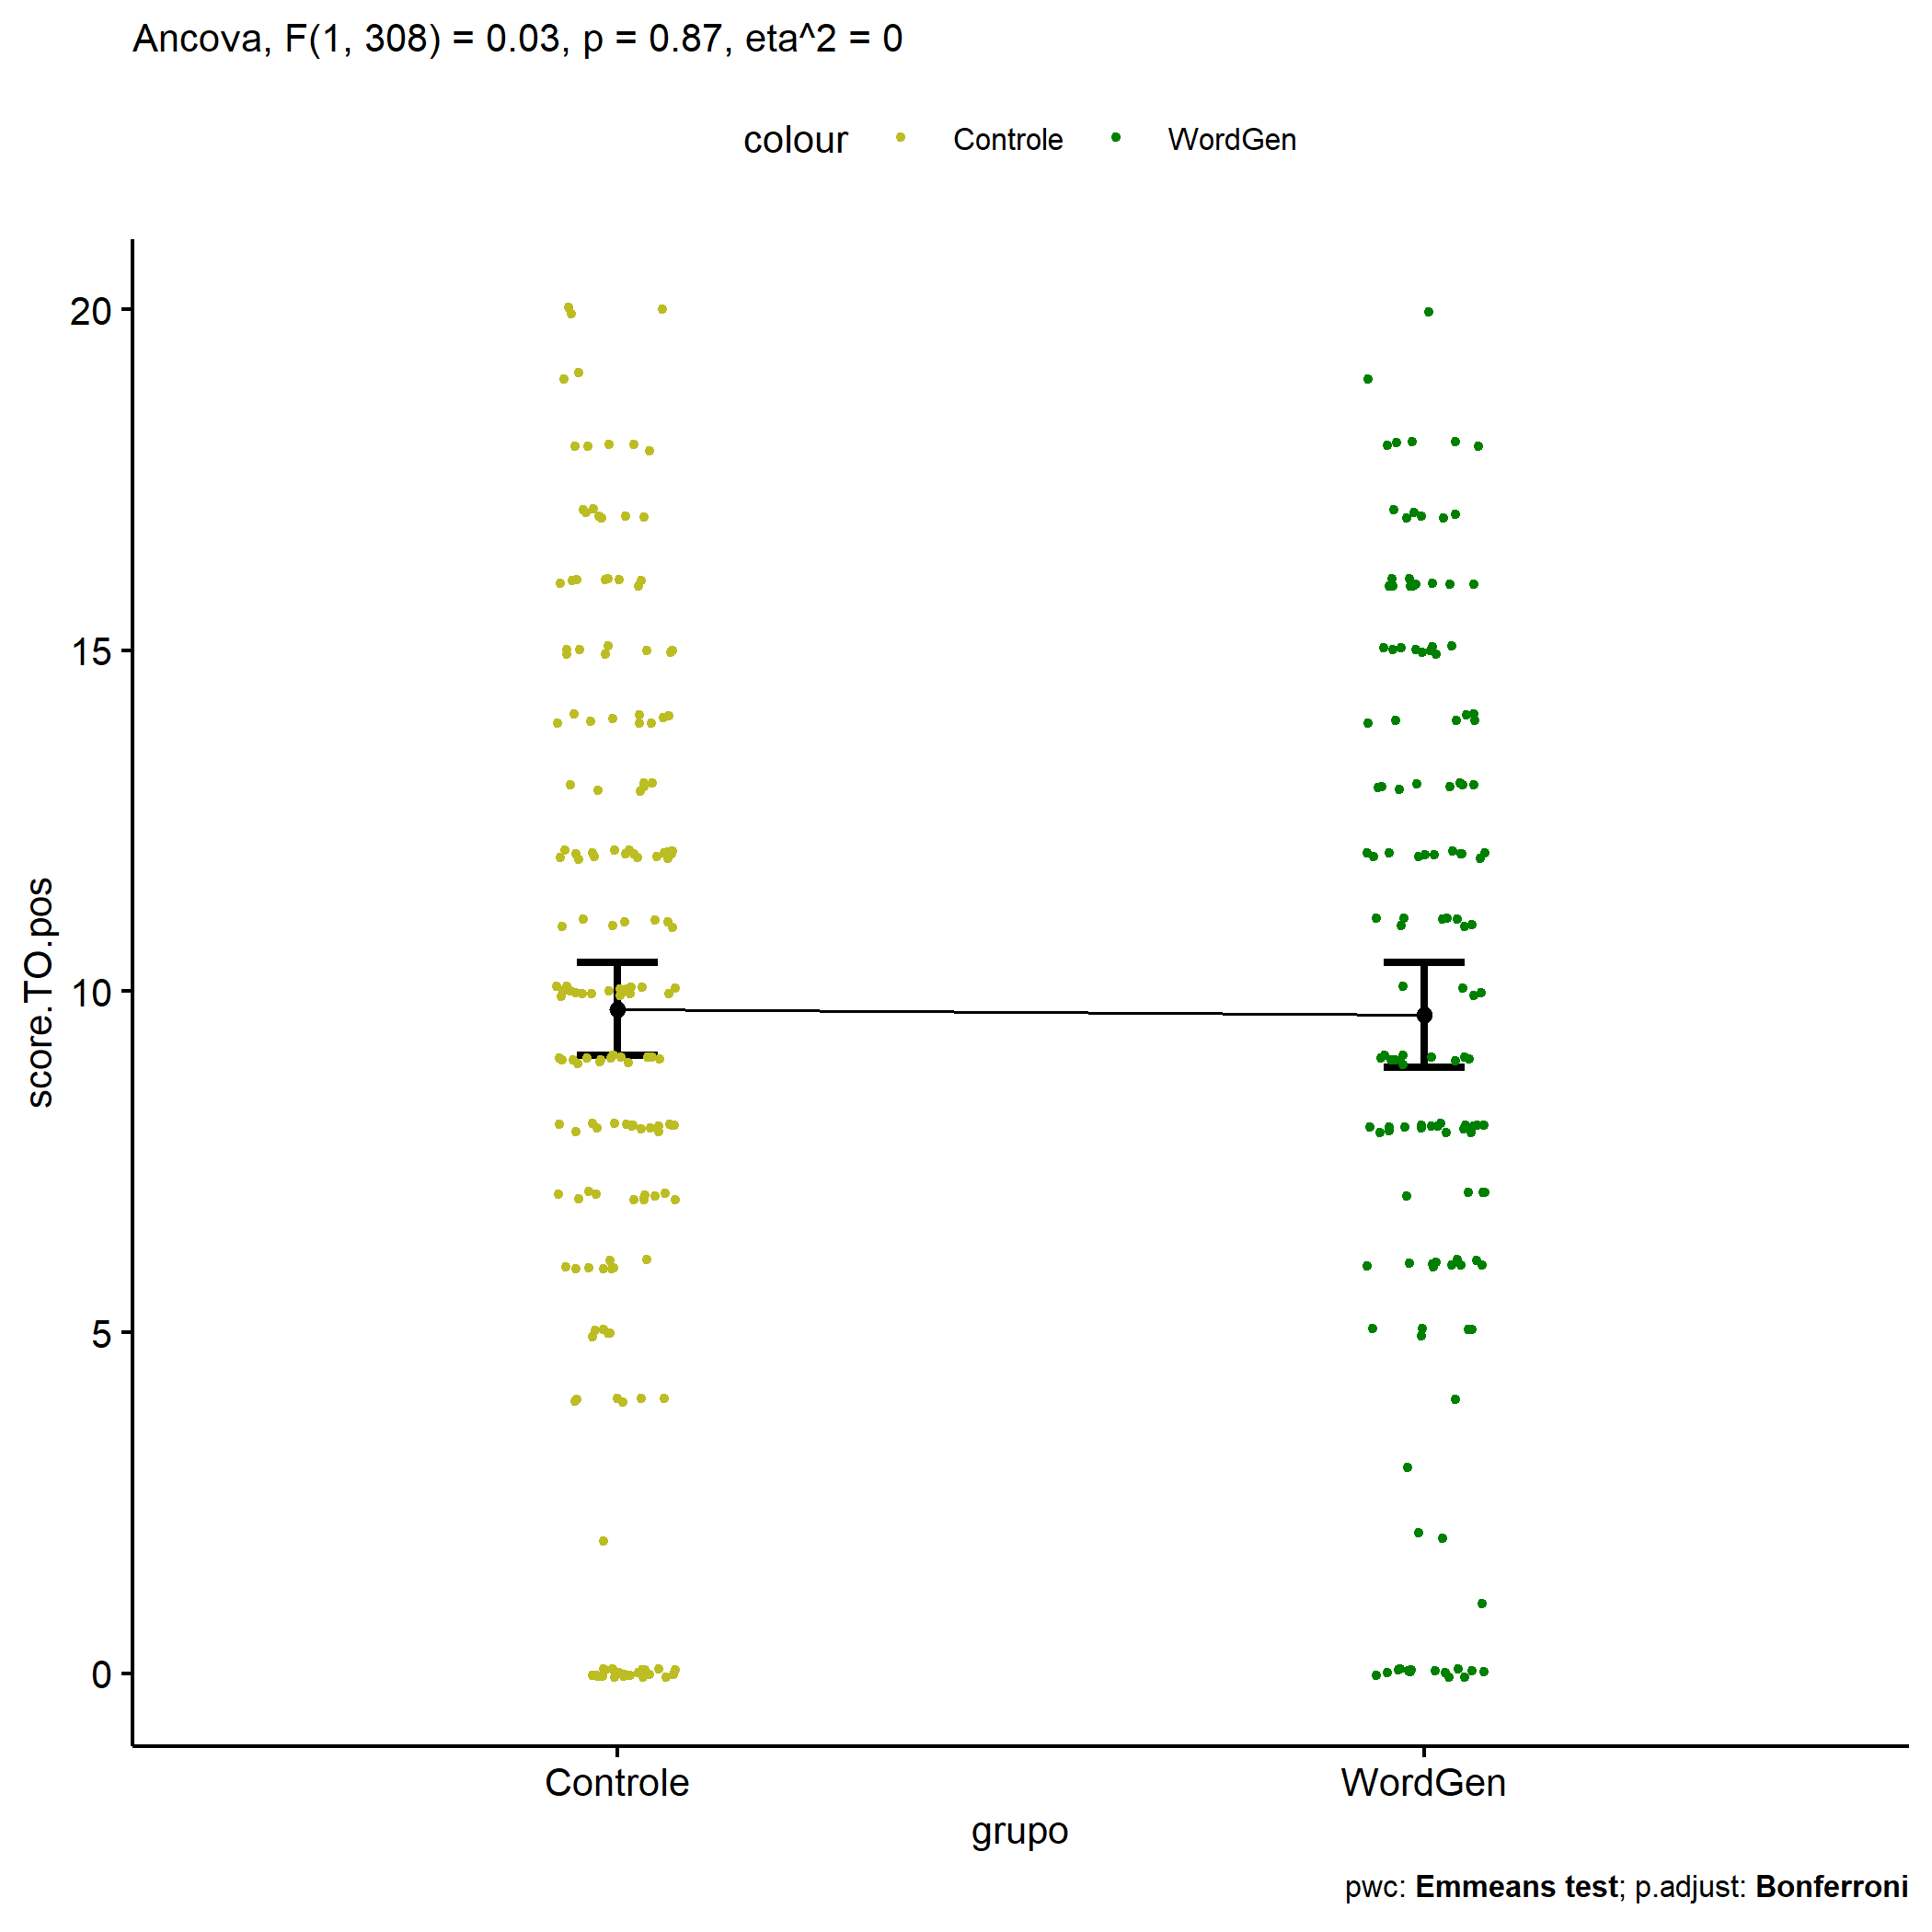 Ancova, F(1, 308) = 0.03, p = 0.87, eta^2 = 0
colour Controle WordGen
20
15
10
5
0
score.TO.pos
Controle WordGen
grupo
pwc: Emmeans test; p.adjust: Bonferroni